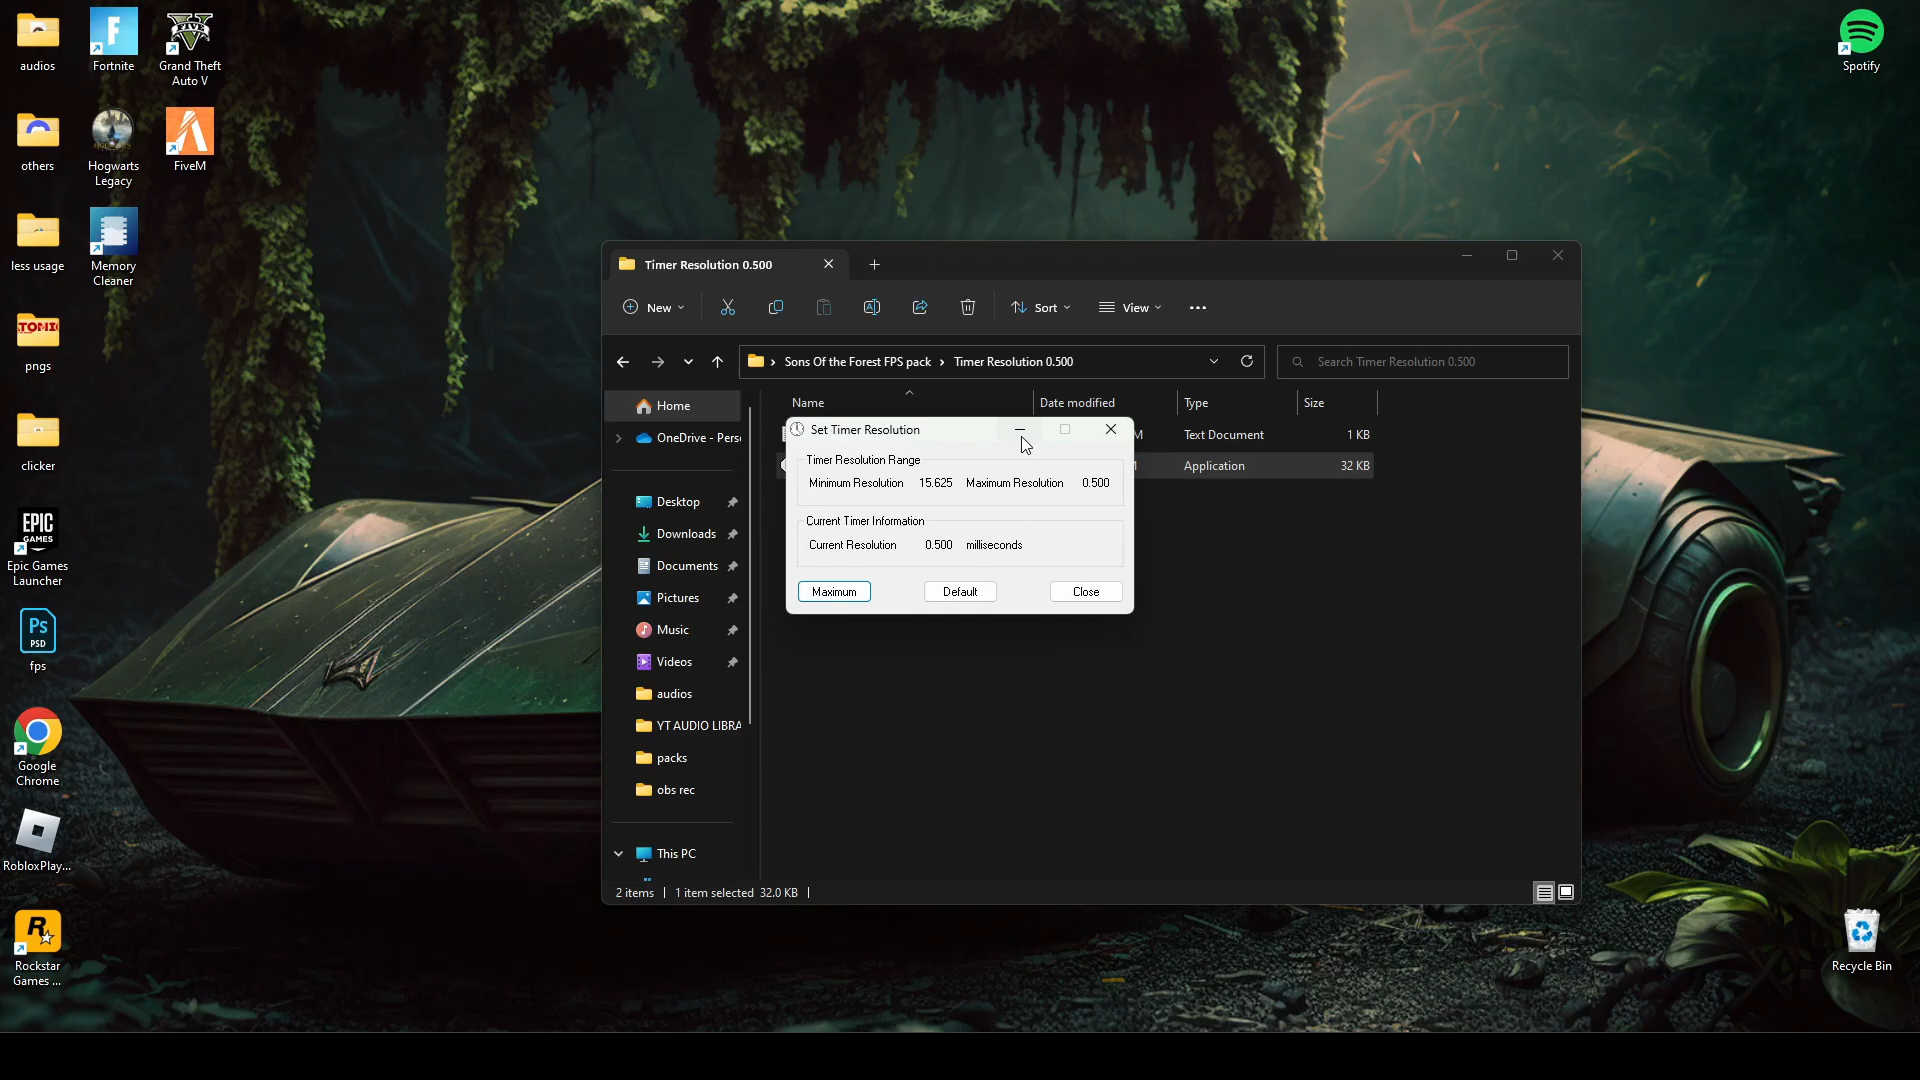 audios
Fortnite
Grand Theft
Auto V
Spotify
others
Hogwarts
Legacy
FiveM
less usage
Memory
Cleaner
TOMIC
pngs
clicker
EPIC
GAMES
Epic Games
Launcher
Ps
PSD
fps
Google
Chrome
RobloxPlay...
Rockstar
Games ...
Recycle Bin
Timer Resolution 0.500
New
Sort
View
Sons Of the Forest FPS pack › Timer Resolution 0.500
Search Timer Resolution 0.500
Name
Date modified
Type
Size
M
Text Document
1 KB
Application
32 KB
Home
OneDrive - Pers
Desktop
Downloads
Documents
Pictures
Music
Videos
audios
YT AUDIO LIBRA
packs
obs rec
This PC
2 items
1 item selected 32.0 KB
Set Timer Resolution
Timer Resolution Range
Minimum Resolution 15.625 Maximum Resolution 0.500
Current Timer Information
Current Resolution 0.500 milliseconds
Maximum
Default
Close